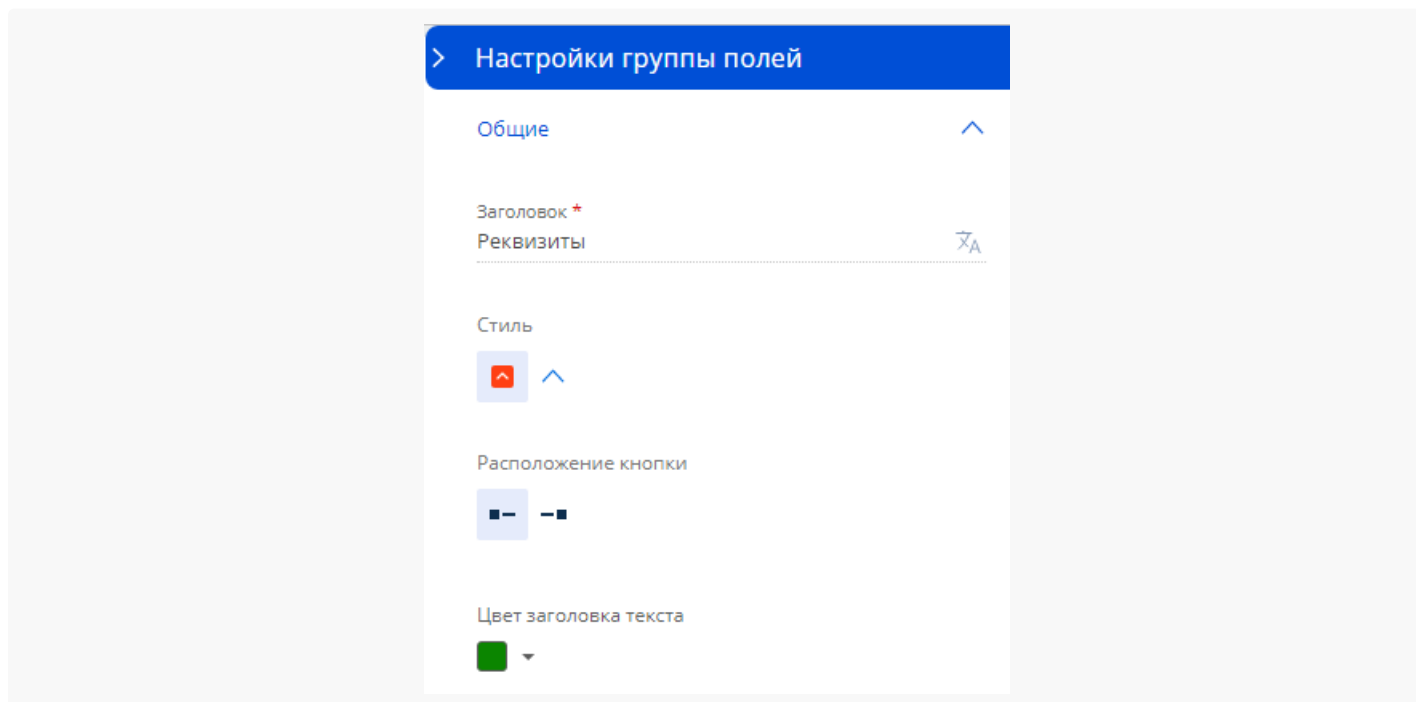 Настройки группы полей
Общие
Заголовок *
Реквизиты
Стиль
Расположение кнопки
Цвет заголовка текста